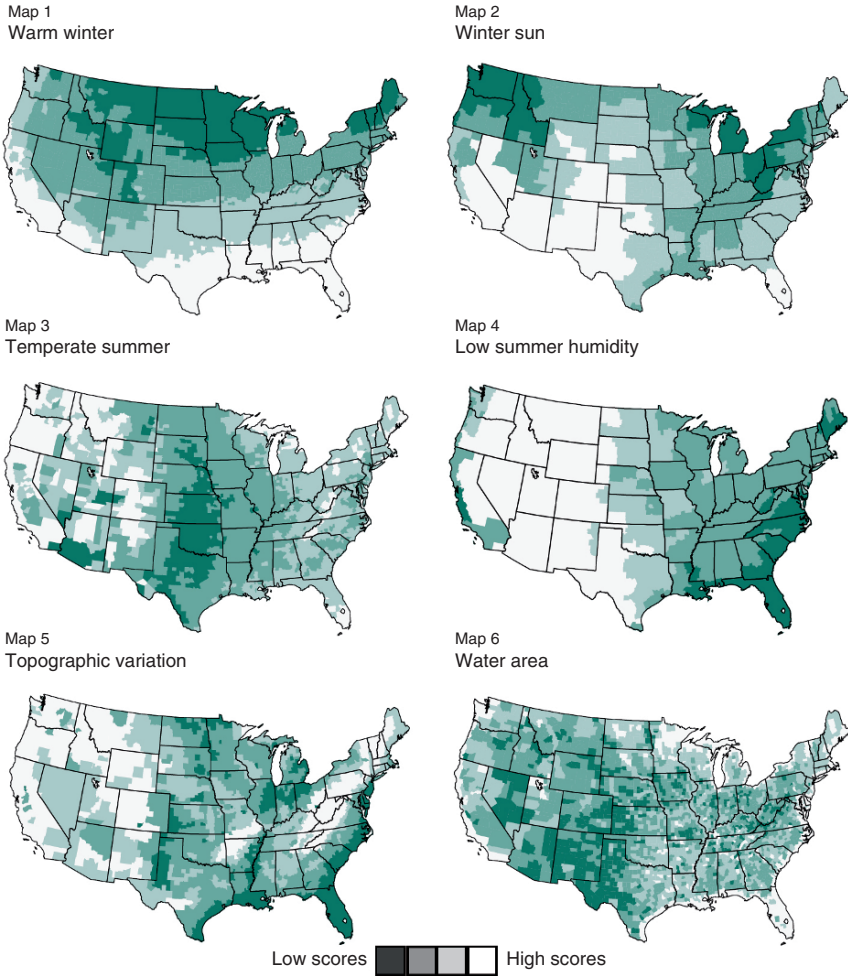 Map 1
Warm winter
Map 2
Winter sun
Map 3
Temperate summer
Map 4
Low summer humidity
Map 5
Topographic variation
Map 6
Water area
Low scores
High scores